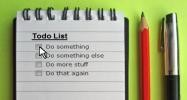 Todo List
Do something
Do something else
Do more stuff
Do that again